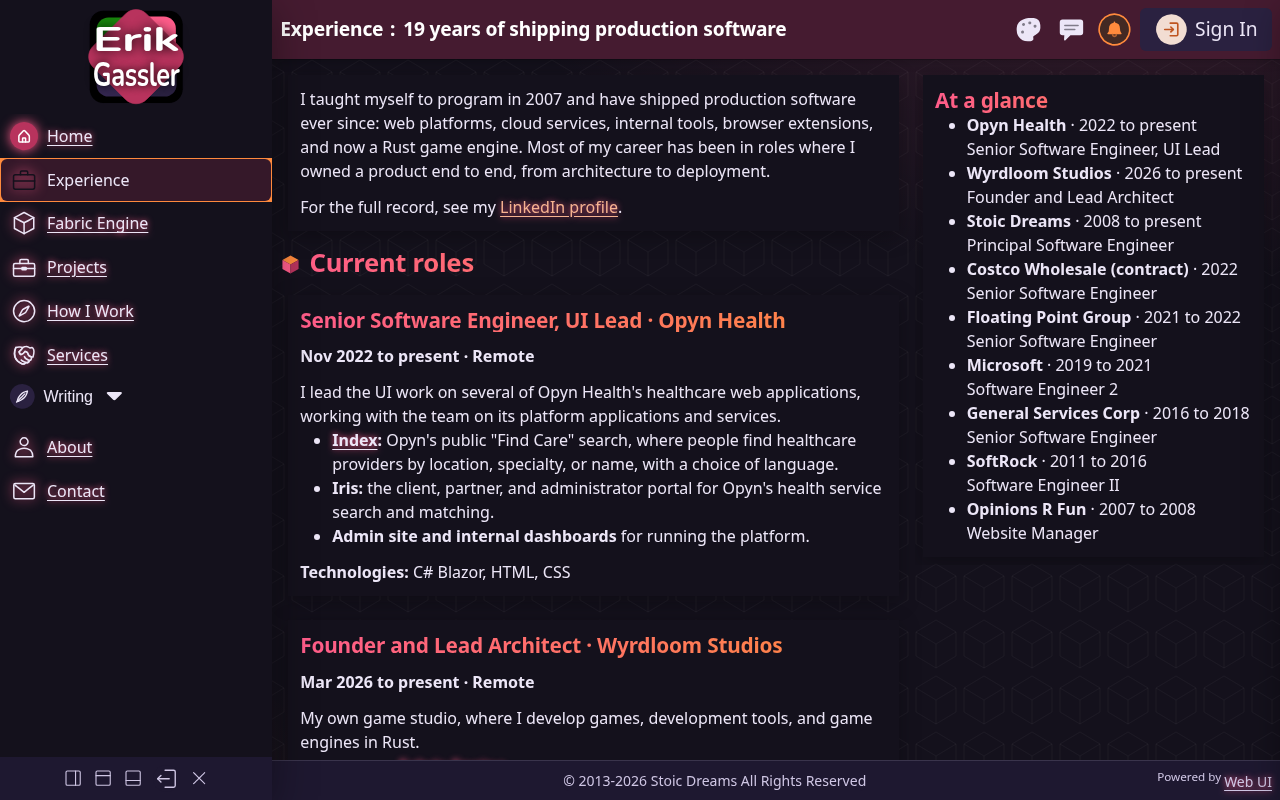 Erik
Gassler
Home
Experience
Fabric Engine
Projects
How I Work
Services
Writing
About
Contact
Experience : 19 years of shipping production software
Sign In
I taught myself to program in 2007 and have shipped production software
ever since: web platforms, cloud services, internal tools, browser extensions,
and now a Rust game engine. Most of my career has been in roles where I
owned a product end to end, from architecture to deployment.
For the full record, see my LinkedIn profile.
Current roles
Senior Software Engineer, UI Lead · Opyn Health
Nov 2022 to present · Remote
I lead the UI work on several of Opyn Health's healthcare web applications,
working with the team on its platform applications and services.
Index: Opyn's public "Find Care" search, where people find healthcare
providers by location, specialty, or name, with a choice of language.
Iris: the client, partner, and administrator portal for Opyn's health service
search and matching.
Admin site and internal dashboards for running the platform.
Technologies: C# Blazor, HTML, CSS
Founder and Lead Architect · Wyrdloom Studios
Mar 2026 to present · Remote
My own game studio, where I develop games, development tools, and game
engines in Rust.
At a glance
Opyn Health · 2022 to present
Senior Software Engineer, UI Lead
Wyrdloom Studios · 2026 to present
Founder and Lead Architect
Stoic Dreams · 2008 to present
Principal Software Engineer
Costco Wholesale (contract) · 2022
Senior Software Engineer
Floating Point Group · 2021 to 2022
Senior Software Engineer
Microsoft · 2019 to 2021
Software Engineer 2
General Services Corp · 2016 to 2018
Senior Software Engineer
SoftRock · 2011 to 2016
Software Engineer II
Opinions R Fun · 2007 to 2008
Website Manager
© 2013-2026 Stoic Dreams All Rights Reserved
Powered by Web UI